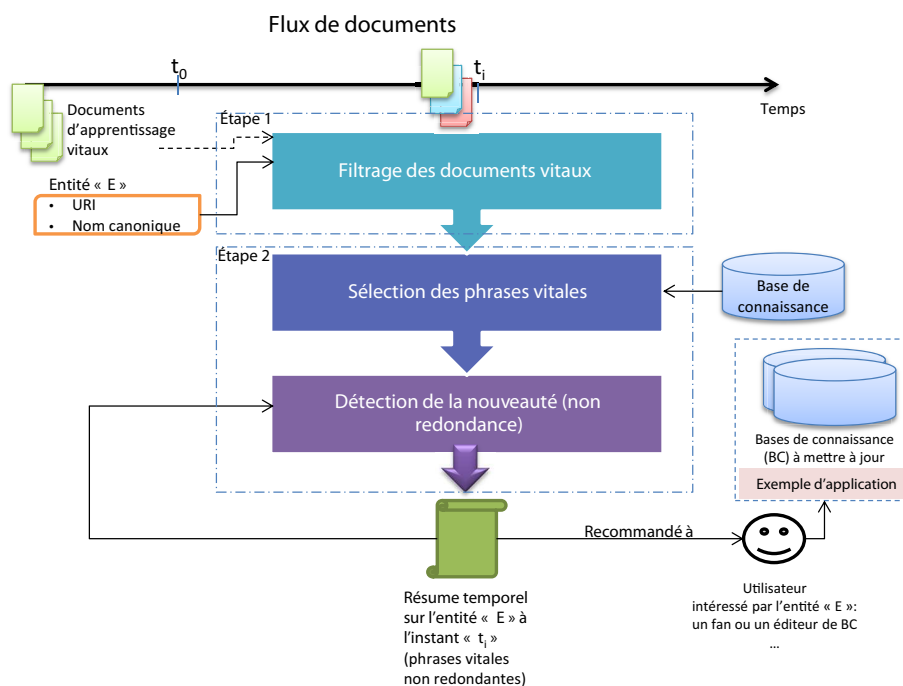 Flux de documents
t0
ti
Temps
Documents
d'apprentissage
vitaux
Étape 1
Filtrage des documents vitaux
Entité « E »
• URI
• Nom canonique
Étape 2
Sélection des phrases vitales
Base de
connaissance
Détection de la nouveauté (non
redondance)
Bases de connaissance
(BC) à mettre à jour
Exemple d'application
Recommandé à
Résume temporel
sur l'entité « E » à
l'instant « ti »
(phrases vitales
non redondantes)
Utilisateur
intéressé par l'entité « E »:
un fan ou un éditeur de BC
...